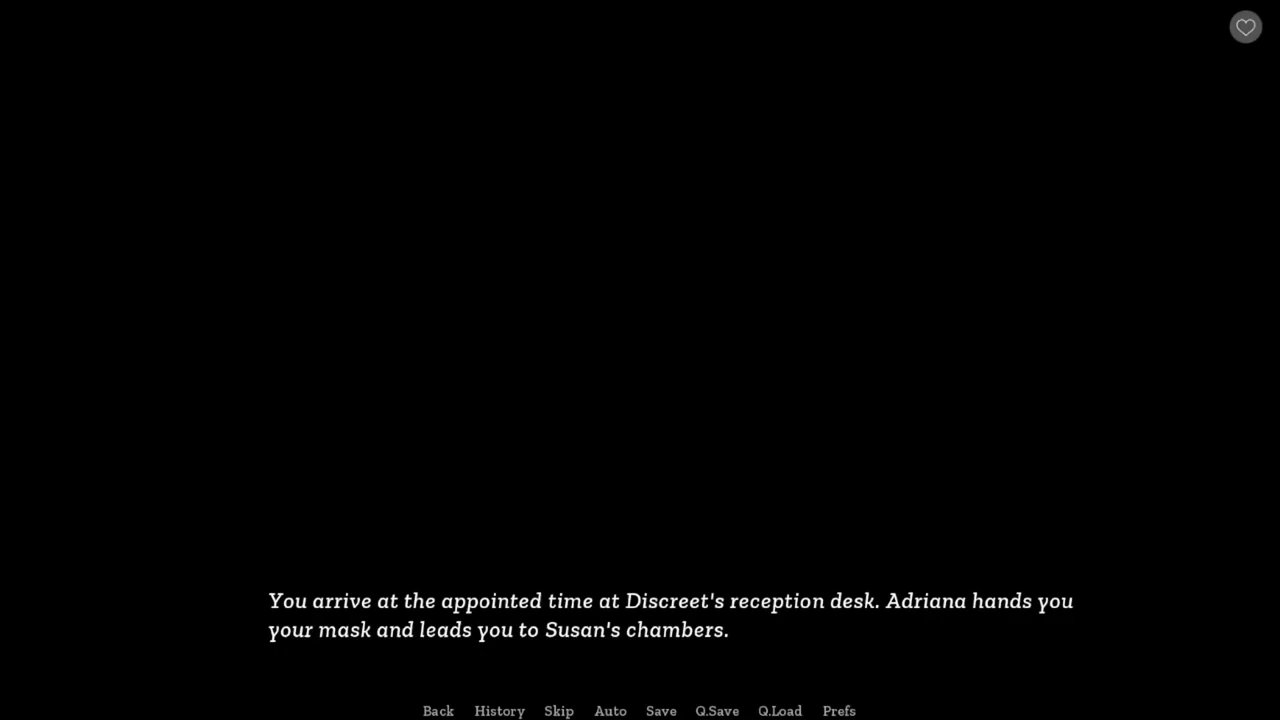 You arrive at the appointed time at Discreet's reception desk. Adriana hands you
your mask and leads you to Susan's chambers.
Back History Skip Auto Save Q.Save Q.Load Prefs